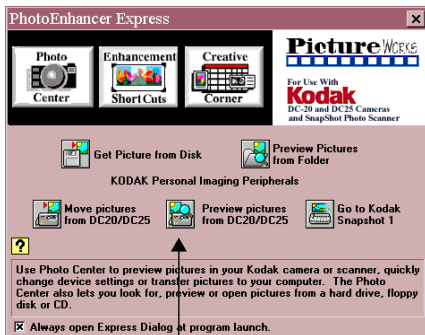 PhotoEnhancer Express
Photo
Center
Enhancement
Short Cuts
Creative
Corner
PictureWORKS
For Use With
Kodak
DC-20 and DC25 Cameras
and SnapShot Photo Scanner
Get Picture from Disk
Preview Pictures
from Folder
KODAK Personal Imaging Peripherals
Move pictures
from DC20/DC25
Preview pictures
from DC20/DC25
Go to Kodak
Snapshot 1
?
Use Photo Center to preview pictures in your Kodak camera or scanner, quickly
change device settings or transfer pictures to your computer. The Photo
Center also lets you look for, preview or open pictures from a hard drive, floppy
disk or CD.
Always open Express Dialog at program launch.